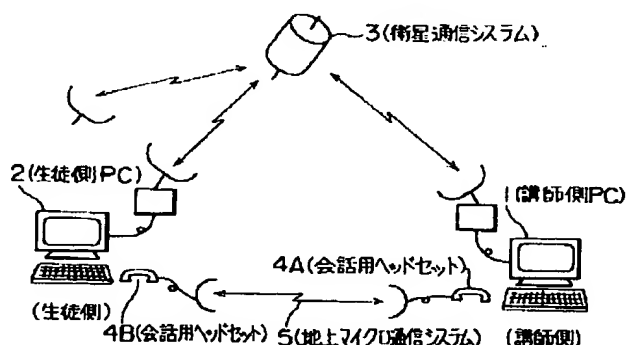 3(衛星通信システム)
2(生徒側PC)
1(講師側PC)
4A(会話用ヘッドセット)
(生徒側)
4B(会話用ヘッドセット)
5(地上マイクロ通信システム)
(講師側)